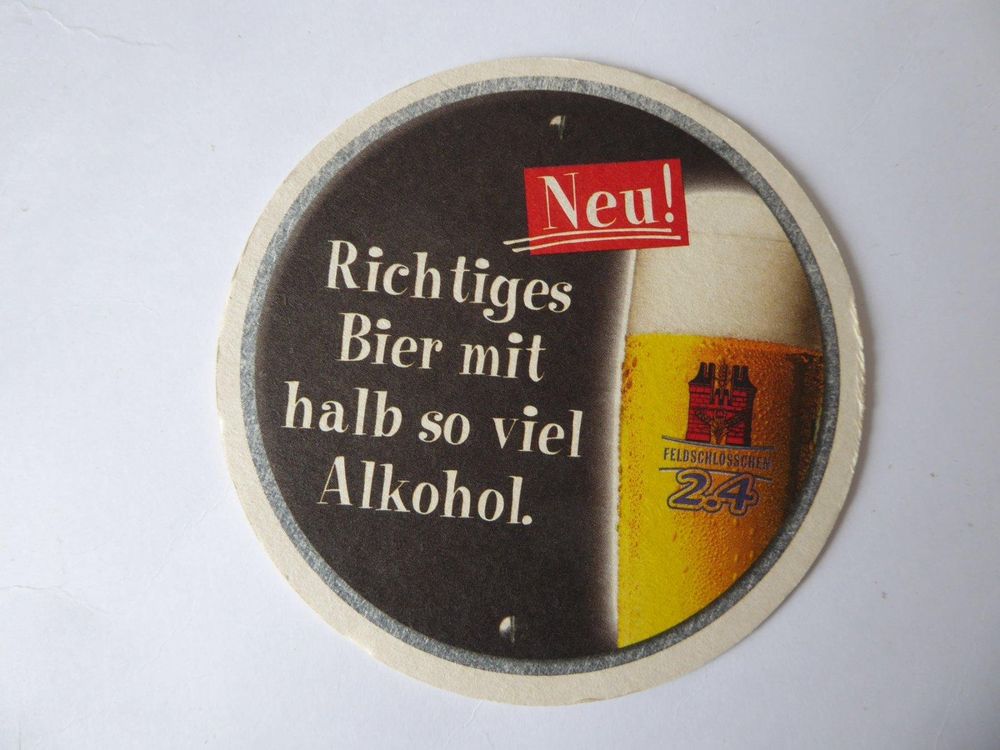 Neu!
Richtiges
Bier mit
halb so viel
Alkohol.
FELDSCHLÖSSCHEN
2.4